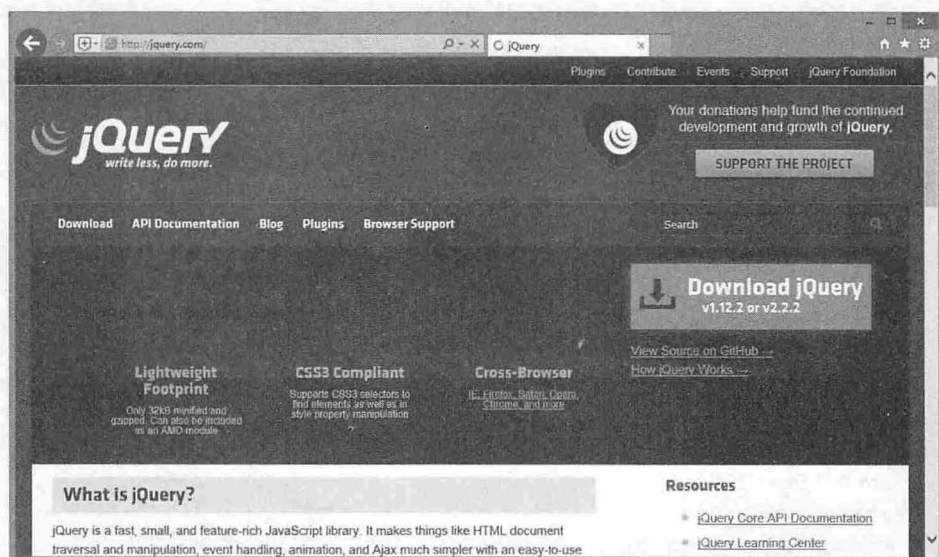 http://jquery.com/
jQuery
Plugins Contribute Events Support jQuery Foundation
jQuery
write less, do more.
Your donations help fund the continued
development and growth of jQuery.
SUPPORT THE PROJECT
Download API Documentation Blog Plugins Browser Support
Search
Download jQuery
v1.12.2 or v2.2.2
View Source on GitHub →
How jQuery Works →
Lightweight
Footprint
Only 32kB minified and
gzipped. Can also be included
as an AMD module
CSS3 Compliant
Supports CSS3 selectors to
find elements as well as in
style property manipulation
Cross-Browser
IE, Firefox, Safari, Opera,
Chrome, and more
What is jQuery?
jQuery is a fast, small, and feature-rich JavaScript library. It makes things like HTML document
traversal and manipulation, event handling, animation, and Ajax much simpler with an easy-to-use
Resources
jQuery Core API Documentation
jQuery Learning Center